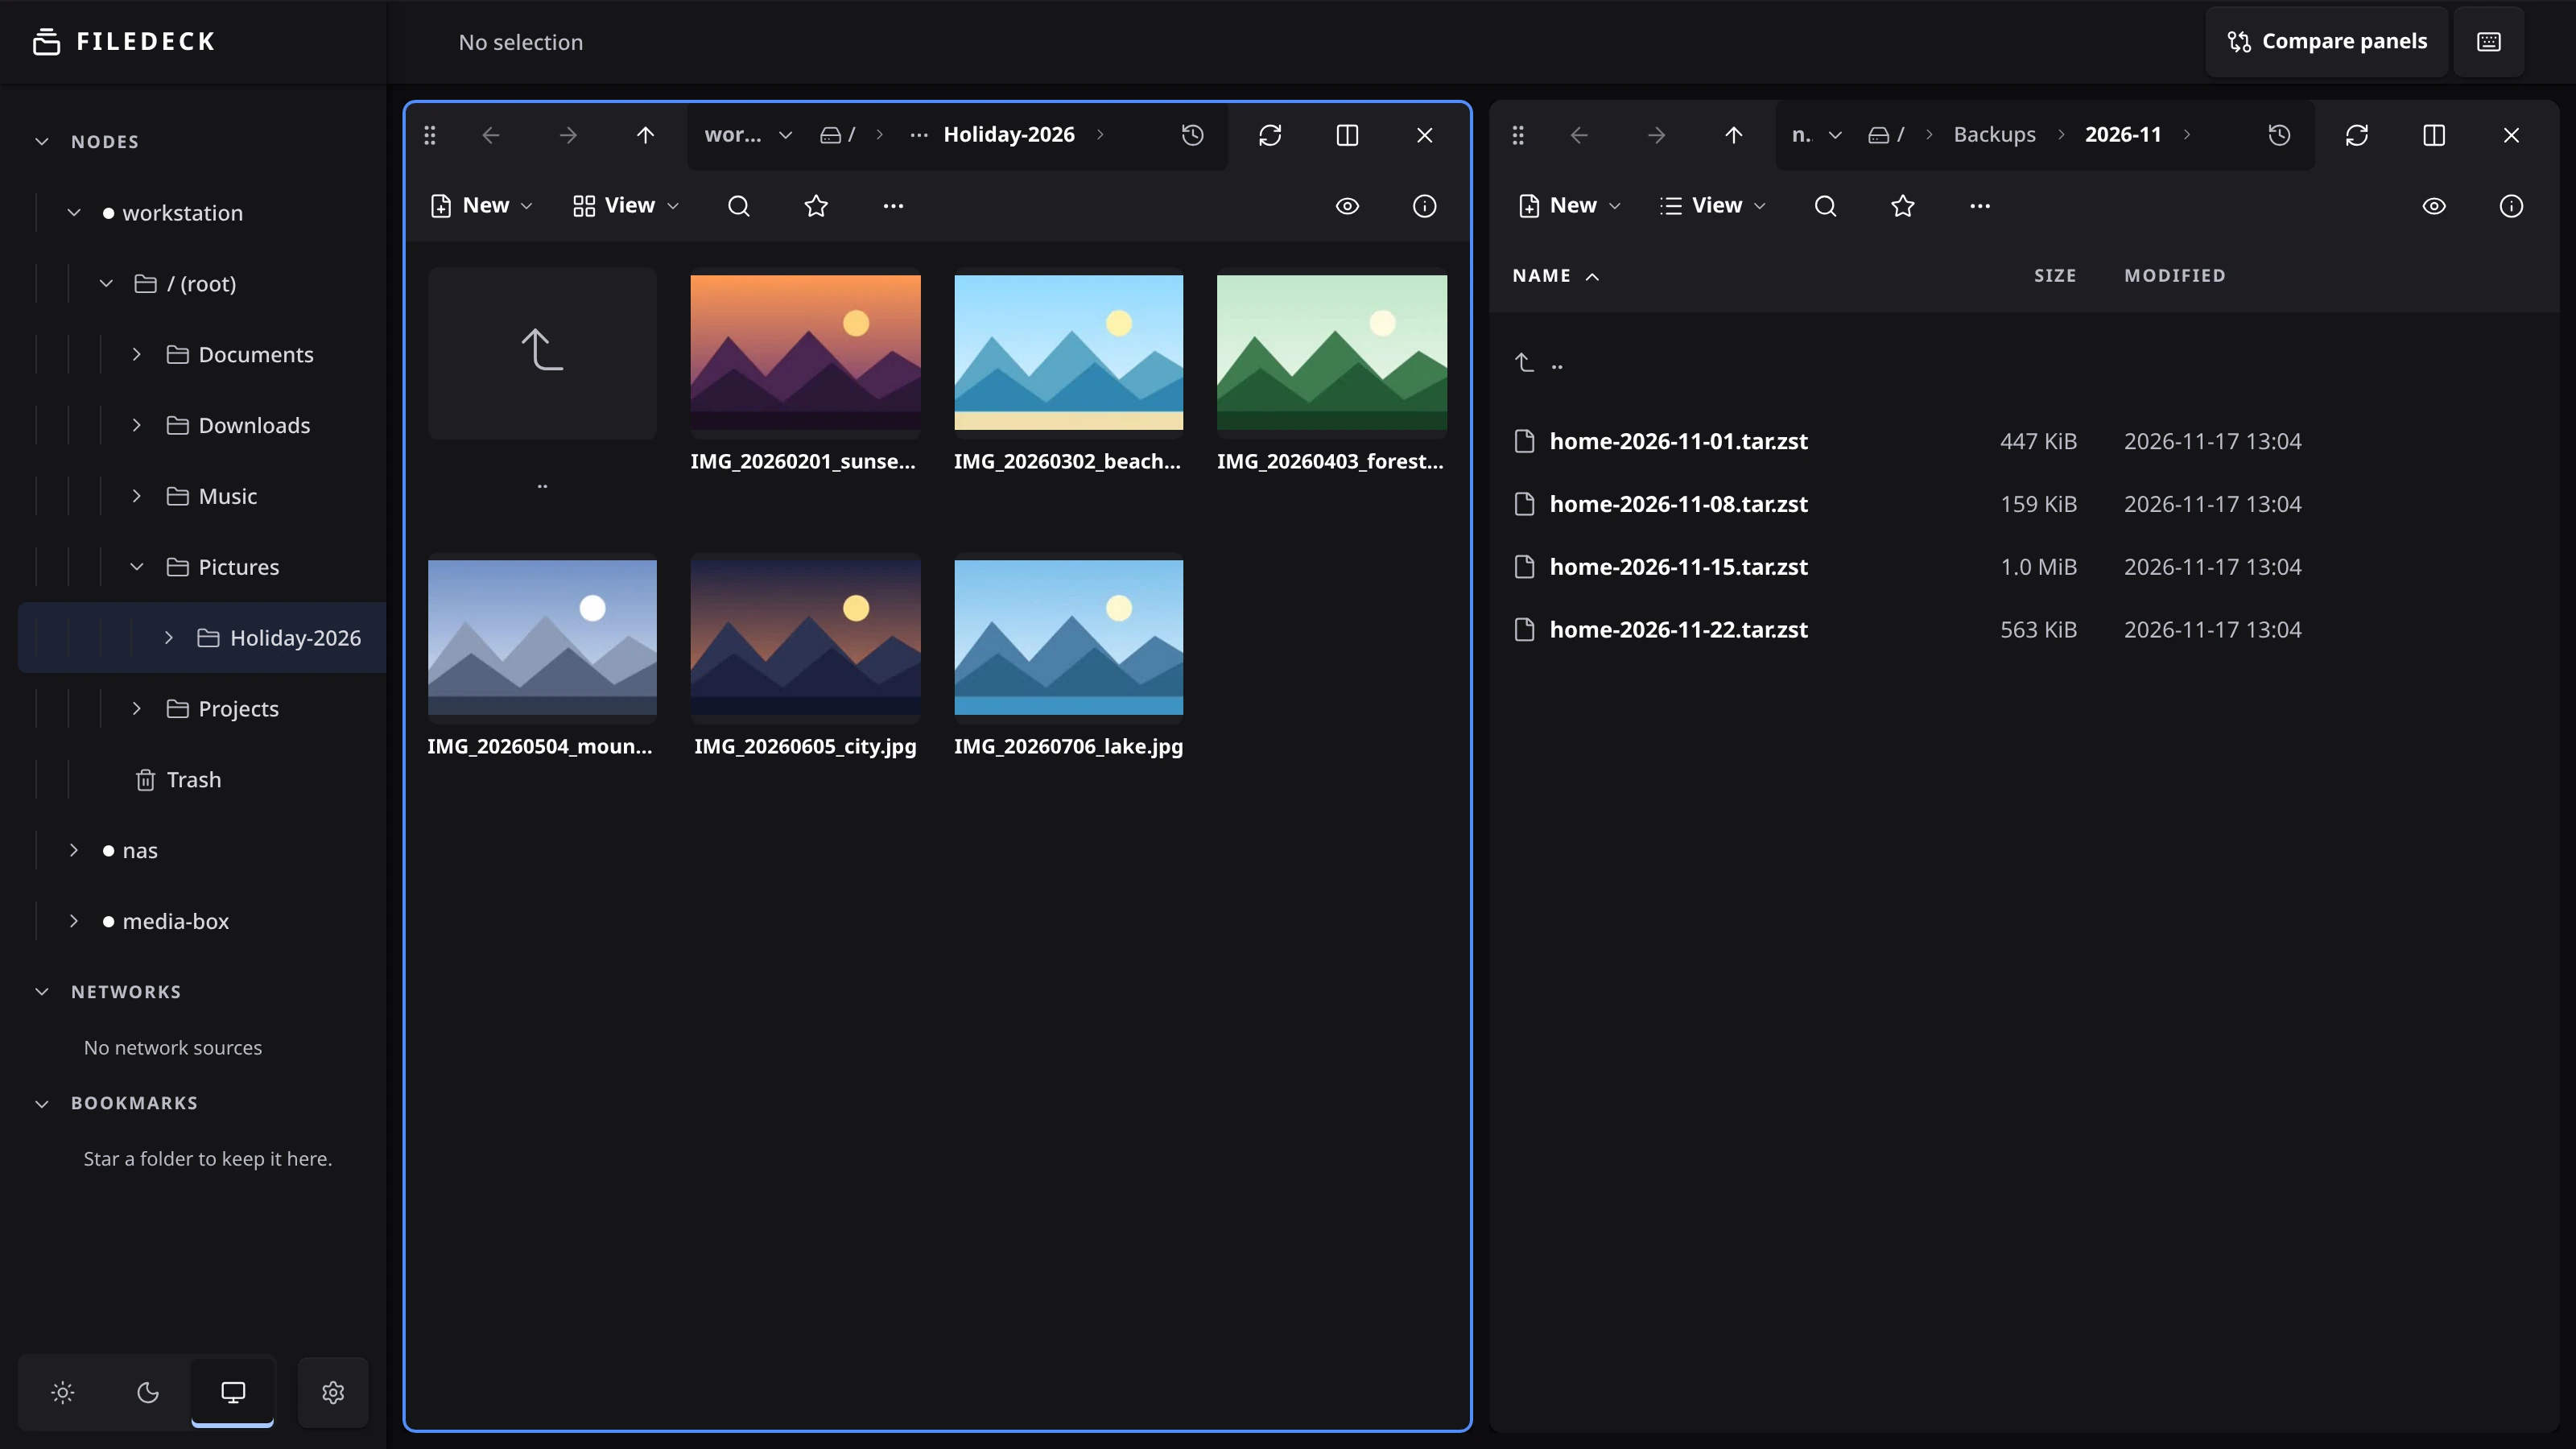 FILEDECK
No selection
Compare panels
NODES
workstation
/ (root)
Documents
Downloads
Music
Pictures
Holiday-2026
Projects
Trash
nas
media-box
NETWORKS
No network sources
BOOKMARKS
Star a folder to keep it here.
wor... / ... Holiday-2026
New View
IMG_20260201_sunse...
IMG_20260302_beach...
IMG_20260403_forest...
..
IMG_20260504_moun...
IMG_20260605_city.jpg
IMG_20260706_lake.jpg
n. / Backups 2026-11
New View
NAME SIZE MODIFIED
..
home-2026-11-01.tar.zst 447 KiB 2026-11-17 13:04
home-2026-11-08.tar.zst 159 KiB 2026-11-17 13:04
home-2026-11-15.tar.zst 1.0 MiB 2026-11-17 13:04
home-2026-11-22.tar.zst 563 KiB 2026-11-17 13:04